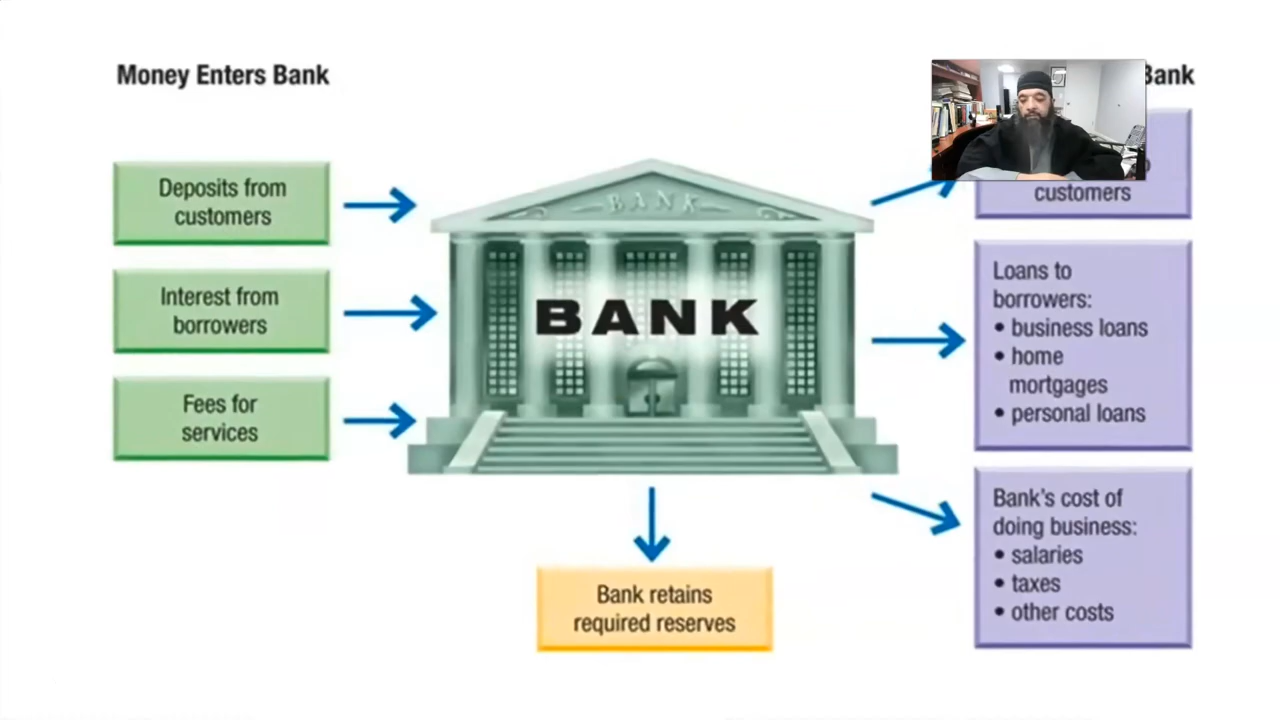 Money Enters Bank
Bank
Deposits from
customers
Interest from
borrowers
Fees for
services
BANK
BANK
customers
Loans to
borrowers:
• business loans
• home
mortgages
• personal loans
Bank's cost of
doing business:
• salaries
• taxes
• other costs
Bank retains
required reserves